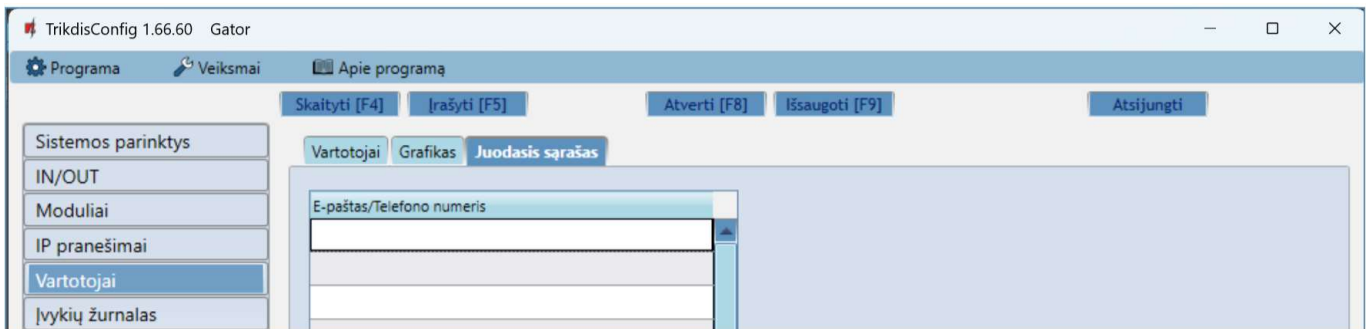 TrikdisConfig 1.66.60 Gator
Programa Veiksmai Apie programą
Skaityti [F4] Įrašyti [F5] Atverti [F8] Išsaugoti [F9] Atsijungti
Sistemos parinktys
IN/OUT
Moduliai
IP pranešimai
Vartotojai
Įvykių žurnalas
Vartotojai Grafikas Juodasis sąrašas
E-paštas/Telefono numeris